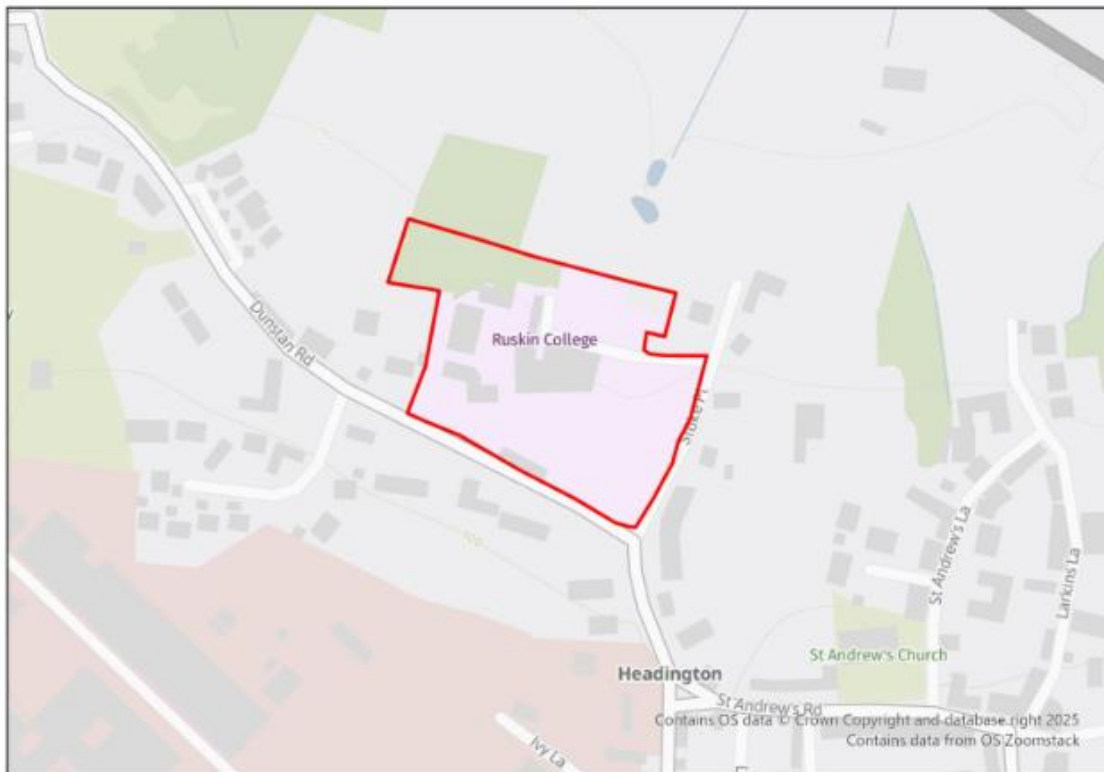 Dunstan Rd
Ruskin College
Stoke Pl
St Andrew's La
Larkins La
St Andrew's Church
Headington
St Andrew's Rd
Contains OS data © Crown Copyright and database right 2025
Contains data from OS Zoomstack
Ivy La